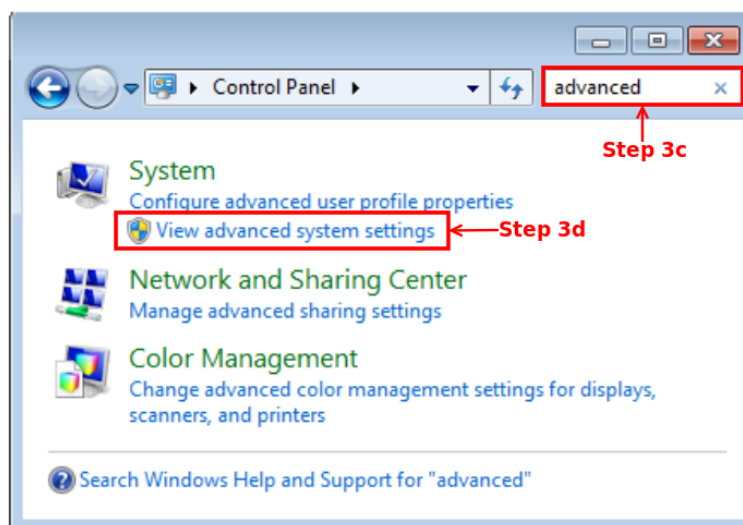 Control Panel
advanced
Step 3c
System
Configure advanced user profile properties
View advanced system settings
Step 3d
Network and Sharing Center
Manage advanced sharing settings
Color Management
Change advanced color management settings for displays,
scanners, and printers
Search Windows Help and Support for "advanced"